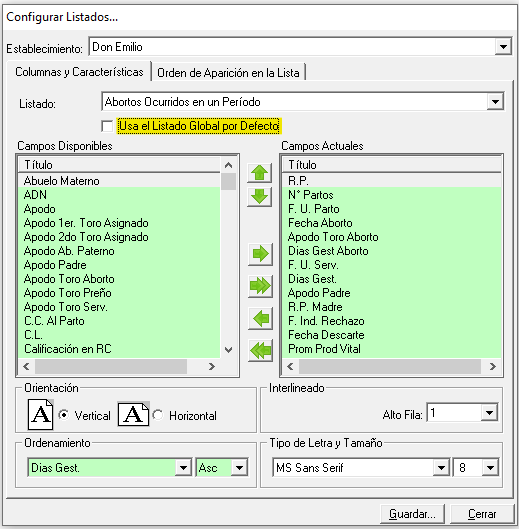 Configurar Listados...
Establecimiento: Don Emilio
Columnas y Características Orden de Aparición en la Lista
Listado: Abortos Ocurridos en un Período
Usa el Listado Global por Defecto
Campos Disponibles
Título
Abuelo Materno
ADN
Apodo
Apodo 1er. Toro Asignado
Apodo 2do Toro Asignado
Apodo Ab. Paterno
Apodo Padre
Apodo Toro Aborto
Apodo Toro Preño
Apodo Toro Serv.
C.C. Al Parto
C.L.
Calificación en RC
Campos Actuales
Título
R.P.
N° Partos
F. U. Parto
Fecha Aborto
Apodo Toro Aborto
Dias Gest Aborto
F. U. Serv.
Dias Gest.
Apodo Padre
R.P. Madre
F. Ind. Rechazo
Fecha Descarte
Prom Prod Vital
Orientación
A Vertical A Horizontal
Interlineado
Alto Fila: 1
Ordenamiento
Dias Gest. Asc
Tipo de Letra y Tamaño
MS Sans Serif 8
Guardar... Cerrar